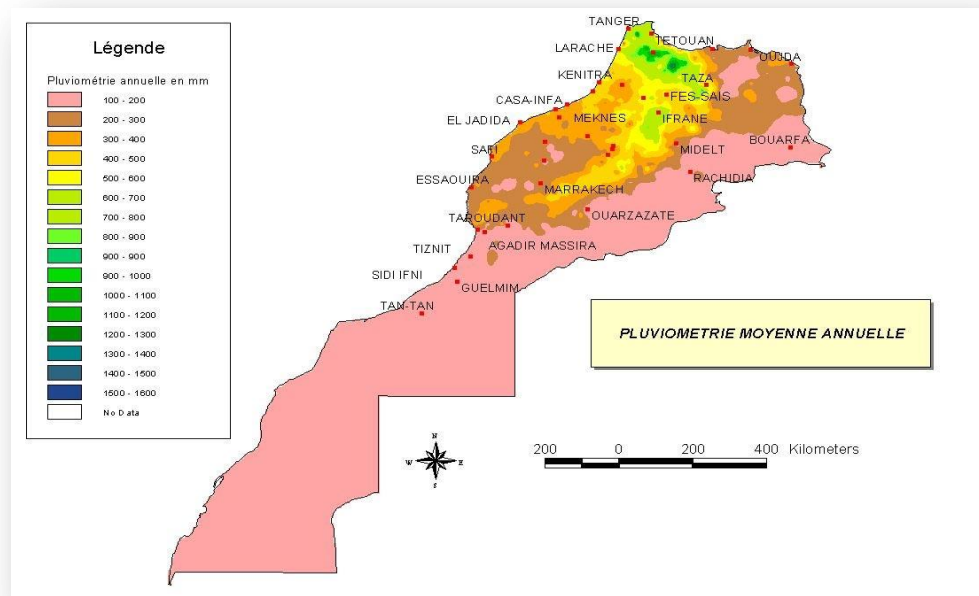 Légende
Pluviométrie annuelle en mm
100 - 200
200 - 300
300 - 400
400 - 500
500 - 600
600 - 700
700 - 800
800 - 900
900 - 900
900 - 1000
1000 - 1100
1100 - 1200
1200 - 1300
1300 - 1400
1400 - 1500
1500 - 1600
No Data
TANGER
TETOUAN
LARACHE
OUJDA
KENITRA
TAZA
FES-SAIS
CASA-INFA
EL JADIDA
MEKNES
IFRANE
BOUARFA
SAFI
MIDELT
RACHIDIA
ESSAOUIRA
MARRAKECH
OUARZAZATE
TAROUDANT
TIZNIT
AGADIR MASSIRA
SIDI IFNI
GUELMIM
TAN-TAN
PLUVIOMETRIE MOYENNE ANNUELLE
N
W E
S
200 0 200 400 Kilometers